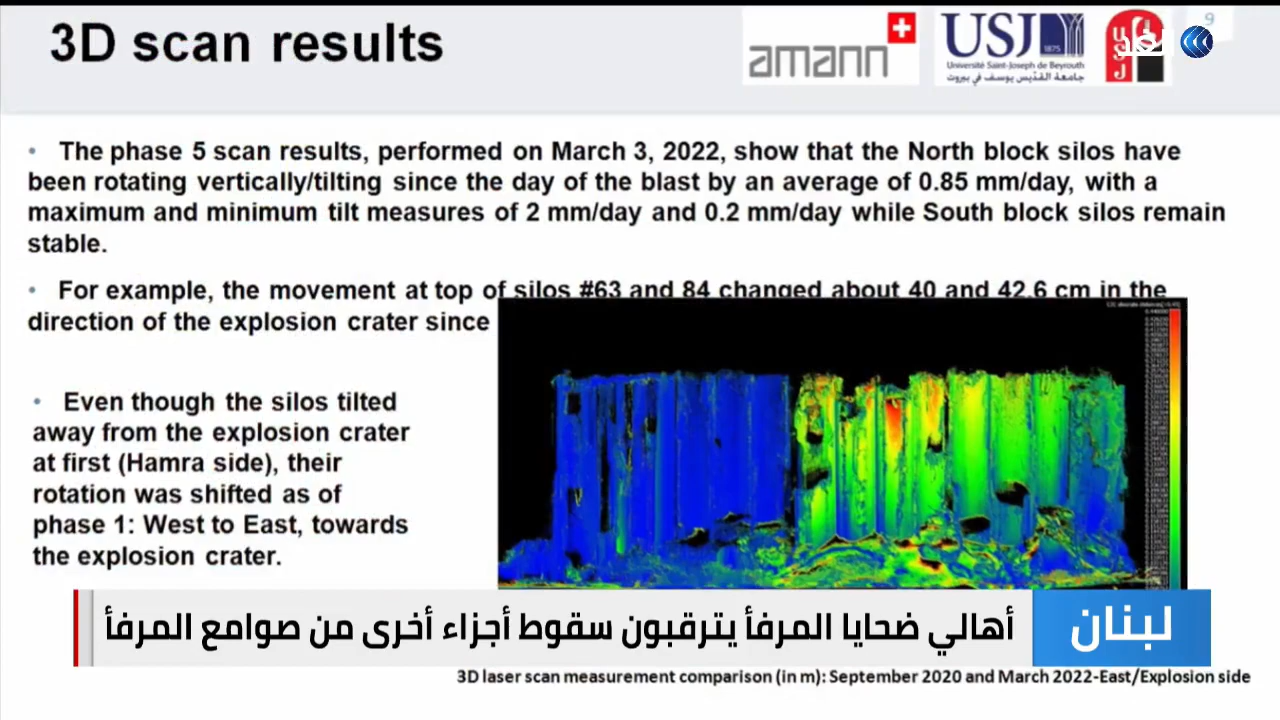 3D scan results
amann
USJ
1875
Université Saint-Joseph de Beyrouth
جامعة القدّيس يوسف في بيروت
الغد
9
• The phase 5 scan results, performed on March 3, 2022, show that the North block silos have
been rotating vertically/tilting since the day of the blast by an average of 0.85 mm/day, with a
maximum and minimum tilt measures of 2 mm/day and 0.2 mm/day while South block silos remain
stable.
• For example, the movement at top of silos #63 and 84 changed about 40 and 42.6 cm in the
direction of the explosion crater since
• Even though the silos tilted
away from the explosion crater
at first (Hamra side), their
rotation was shifted as of
phase 1: West to East, towards
the explosion crater.
لبنان
أهالي ضحايا المرفأ يترقبون سقوط أجزاء أخرى من صوامع المرفأ
3D laser scan measurement comparison (in m): September 2020 and March 2022-East/Explosion side